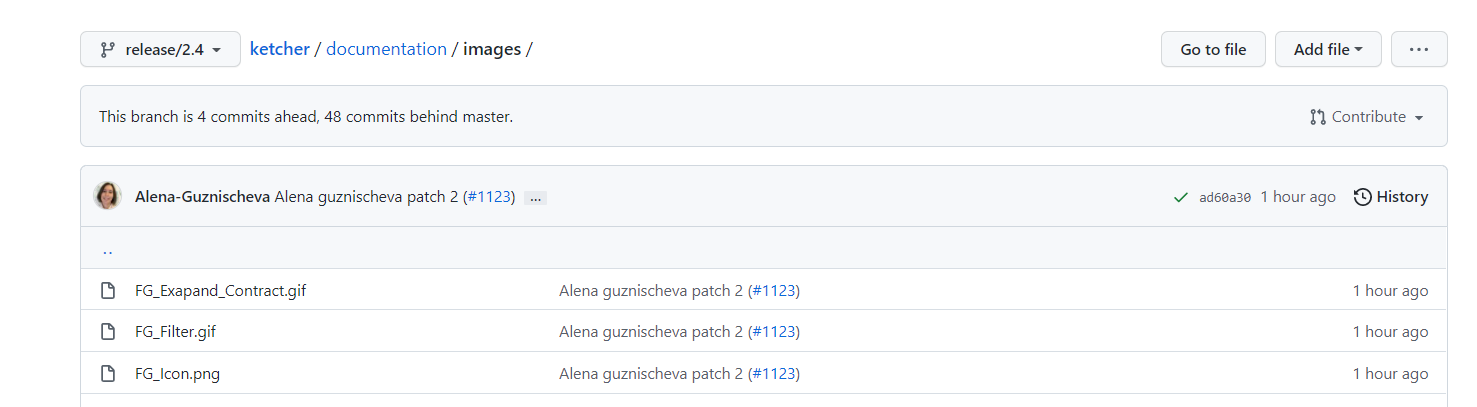 release/2.4 ketcher / documentation / images / Go to file Add file ...
This branch is 4 commits ahead, 48 commits behind master. Contribute
Alena-Guznischeva Alena guznischeva patch 2 (#1123) ... ad60a30 1 hour ago History
..
FG_Exapand_Contract.gif Alena guznischeva patch 2 (#1123) 1 hour ago
FG_Filter.gif Alena guznischeva patch 2 (#1123) 1 hour ago
FG_Icon.png Alena guznischeva patch 2 (#1123) 1 hour ago